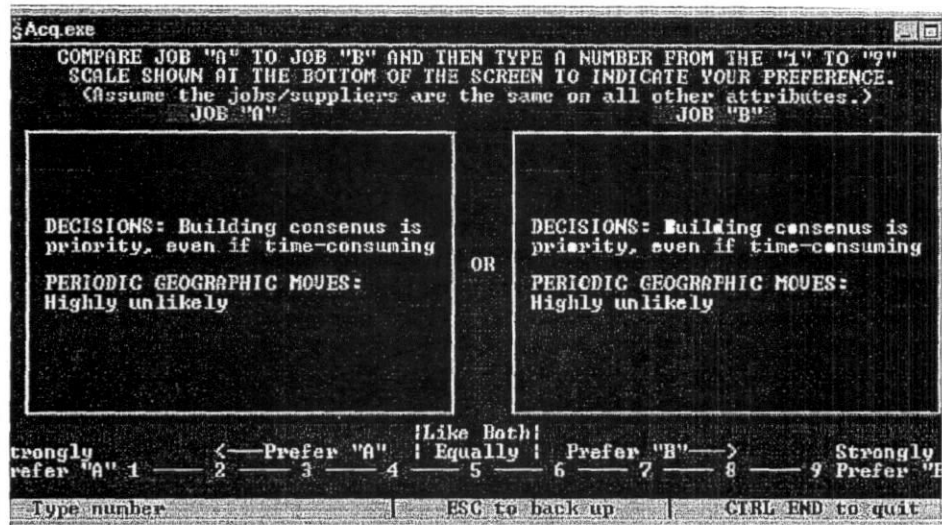 Acq.exe
COMPARE JOB "A" TO JOB "B" AND THEN TYPE A NUMBER FROM THE "1" TO "9"
SCALE SHOWN AT THE BOTTOM OF THE SCREEN TO INDICATE YOUR PREFERENCE.
(Assume the jobs/suppliers are the same on all other attributes.)
JOB "A" JOB "B"
DECISIONS: Building consenus is
priority, even if time-consuming
PERIODIC GEOGRAPHIC MOVES:
Highly unlikely
OR
DECISIONS: Building consenus is
priority, even if time-consuming
PERIODIC GEOGRAPHIC MOVES:
Highly unlikely
|Like Both|
trongly <——Prefer "A" | Equally | Prefer "B"——> Strongly
refer "A" 1 —— 2 —— 3 —— 4 —— 5 —— 6 —— 7 —— 8 —— 9 Prefer "B
Type number ESC to back up CTRL END to quit